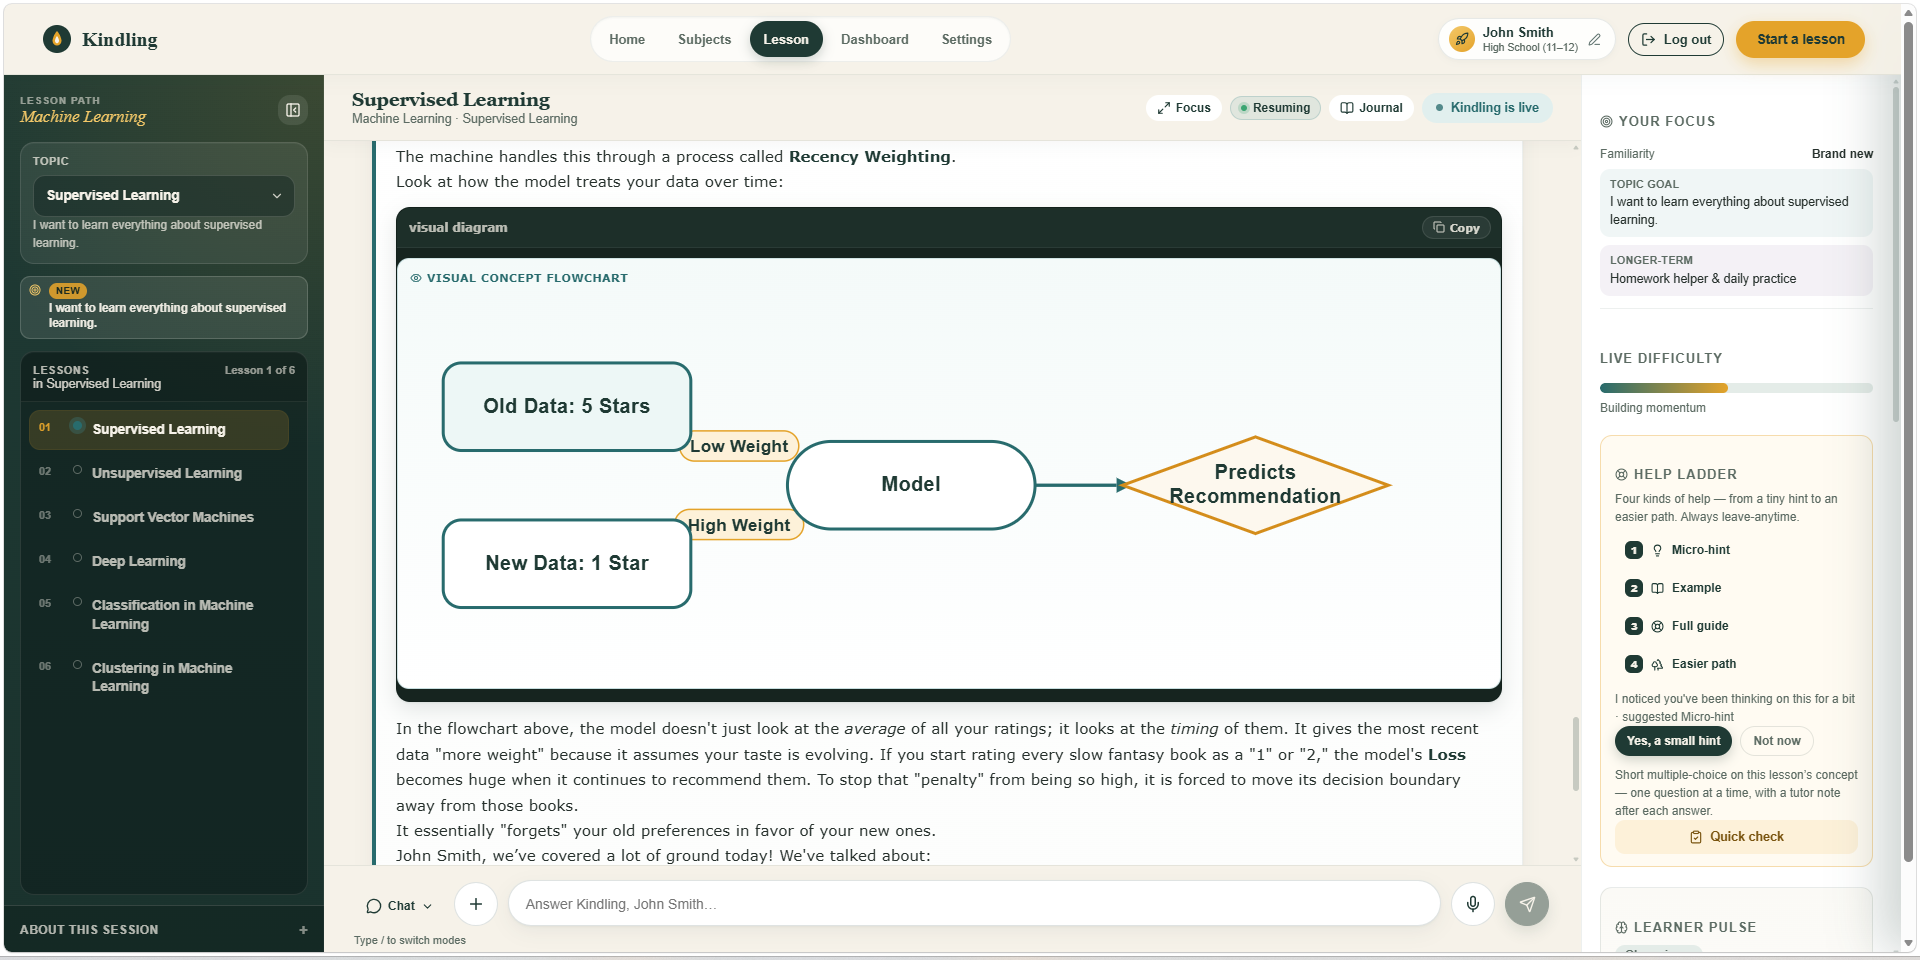 Kindling
Home
Subjects
Lesson
Dashboard
Settings
John Smith
High School (11–12)
Log out
Start a lesson
LESSON PATH
Machine Learning
TOPIC
Supervised Learning
I want to learn everything about supervised
learning.
NEW
I want to learn everything about supervised
learning.
LESSONS
in Supervised Learning
Lesson 1 of 6
01 Supervised Learning
02 Unsupervised Learning
03 Support Vector Machines
04 Deep Learning
05 Classification in Machine
Learning
06 Clustering in Machine
Learning
ABOUT THIS SESSION +
Supervised Learning
Machine Learning · Supervised Learning
Focus
Resuming
Journal
Kindling is live
The machine handles this through a process called Recency Weighting.
Look at how the model treats your data over time:
visual diagram
Copy
VISUAL CONCEPT FLOWCHART
Old Data: 5 Stars
Low Weight
Model
Predicts
Recommendation
High Weight
New Data: 1 Star
In the flowchart above, the model doesn't just look at the average of all your ratings; it looks at the timing of them. It gives the most recent
data "more weight" because it assumes your taste is evolving. If you start rating every slow fantasy book as a "1" or "2," the model's Loss
becomes huge when it continues to recommend them. To stop that "penalty" from being so high, it is forced to move its decision boundary
away from those books.
It essentially "forgets" your old preferences in favor of your new ones.
John Smith, we’ve covered a lot of ground today! We've talked about:
Chat
Answer Kindling, John Smith…
Type / to switch modes
YOUR FOCUS
Familiarity
Brand new
TOPIC GOAL
I want to learn everything about supervised
learning.
LONGER-TERM
Homework helper & daily practice
LIVE DIFFICULTY
Building momentum
HELP LADDER
Four kinds of help — from a tiny hint to an
easier path. Always leave-anytime.
1 Micro-hint
2 Example
3 Full guide
4 Easier path
I noticed you've been thinking on this for a bit
· suggested Micro-hint
Yes, a small hint
Not now
Short multiple-choice on this lesson’s concept
— one question at a time, with a tutor note
after each answer.
Quick check
LEARNER PULSE